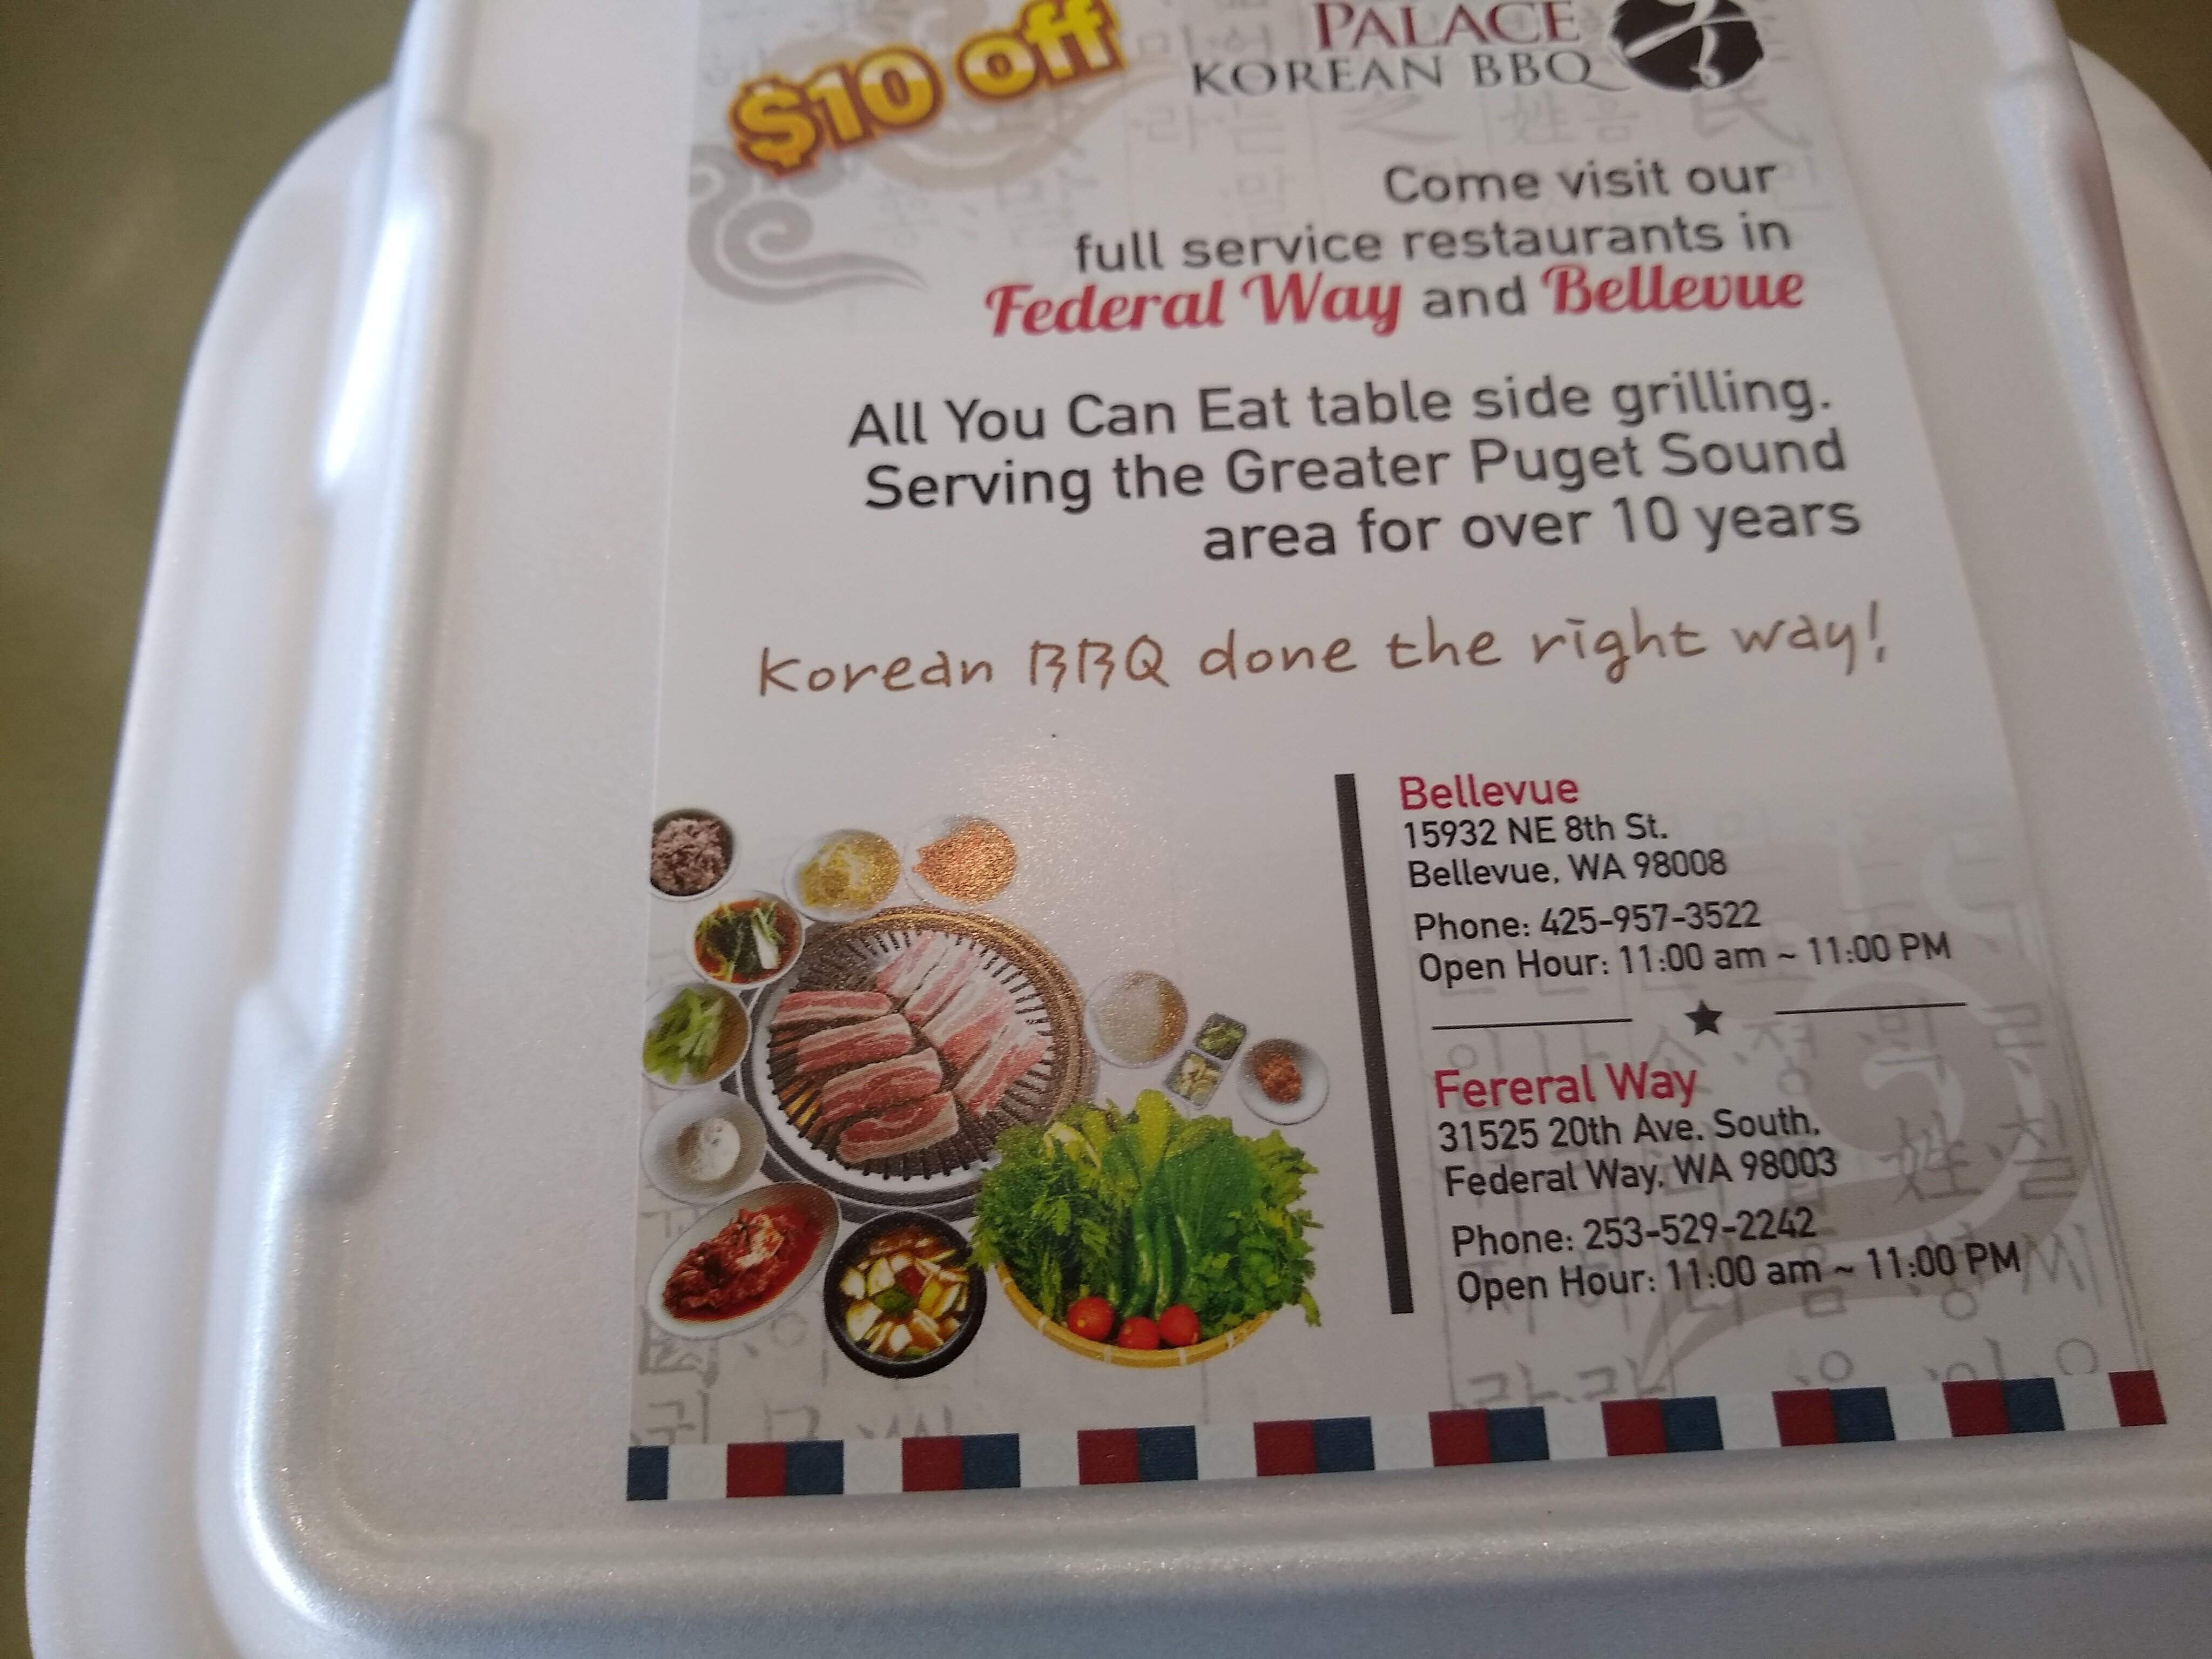 $10 off
PALACE
KOREAN BBQ
Come visit our
full service restaurants in
Federal Way and Bellevue
All You Can Eat table side grilling.
Serving the Greater Puget Sound
area for over 10 years
Korean BBQ done the right way!
Bellevue
15932 NE 8th St.
Bellevue, WA 98008
Phone: 425-957-3522
Open Hour: 11:00 am ~ 11:00 PM
Fereral Way
31525 20th Ave. South,
Federal Way, WA 98003
Phone: 253-529-2242
Open Hour: 11:00 am ~ 11:00 PM